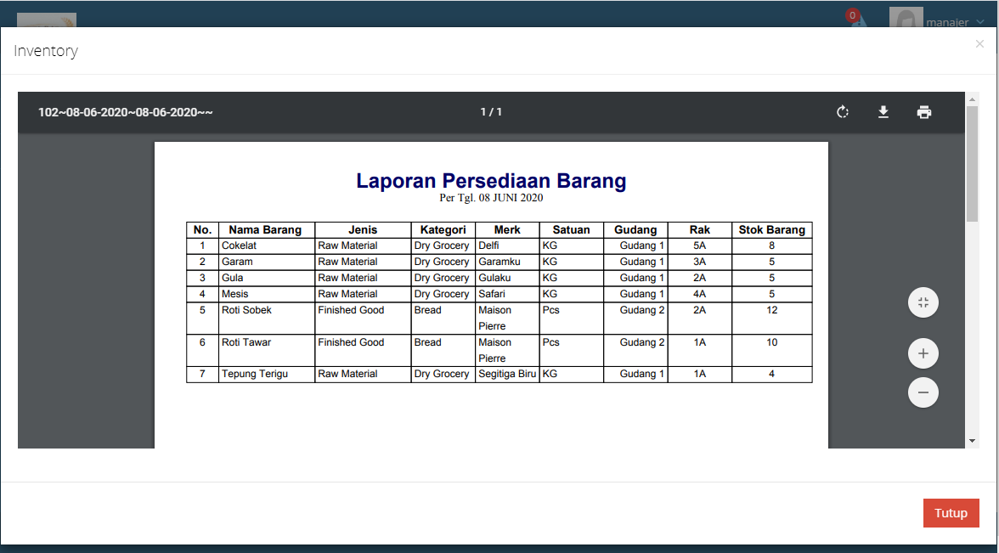 0
manajer
Inventory
×
102~08-06-2020~08-06-2020~~
1 / 1
Laporan Persediaan Barang
Per Tgl. 08 JUNI 2020
No. Nama Barang Jenis Kategori Merk Satuan Gudang Rak Stok Barang
1 Cokelat Raw Material Dry Grocery Delfi KG Gudang 1 5A 8
2 Garam Raw Material Dry Grocery Garamku KG Gudang 1 3A 5
3 Gula Raw Material Dry Grocery Gulaku KG Gudang 1 2A 5
4 Mesis Raw Material Dry Grocery Safari KG Gudang 1 4A 5
5 Roti Sobek Finished Good Bread Maison Pcs Gudang 2 2A 12
Pierre
6 Roti Tawar Finished Good Bread Maison Pcs Gudang 2 1A 10
Pierre
7 Tepung Terigu Raw Material Dry Grocery Segitiga Biru KG Gudang 1 1A 4
Tutup